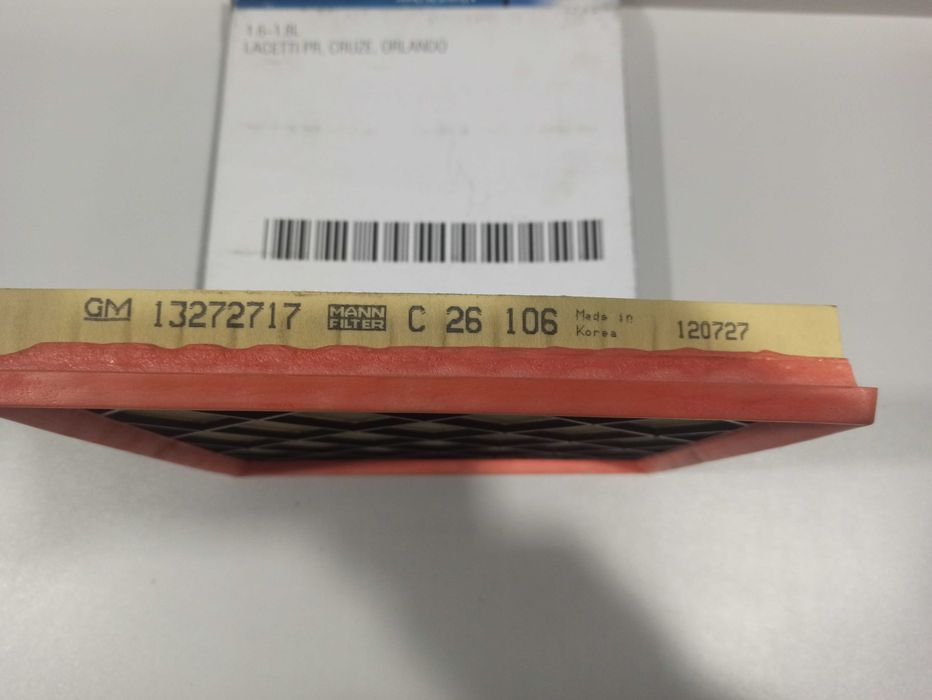 1.6-1.8L
LACETTI PR, CRUZE, ORLANDO
GM 13272717 MANN FILTER C 26 106 Made in Korea 120727